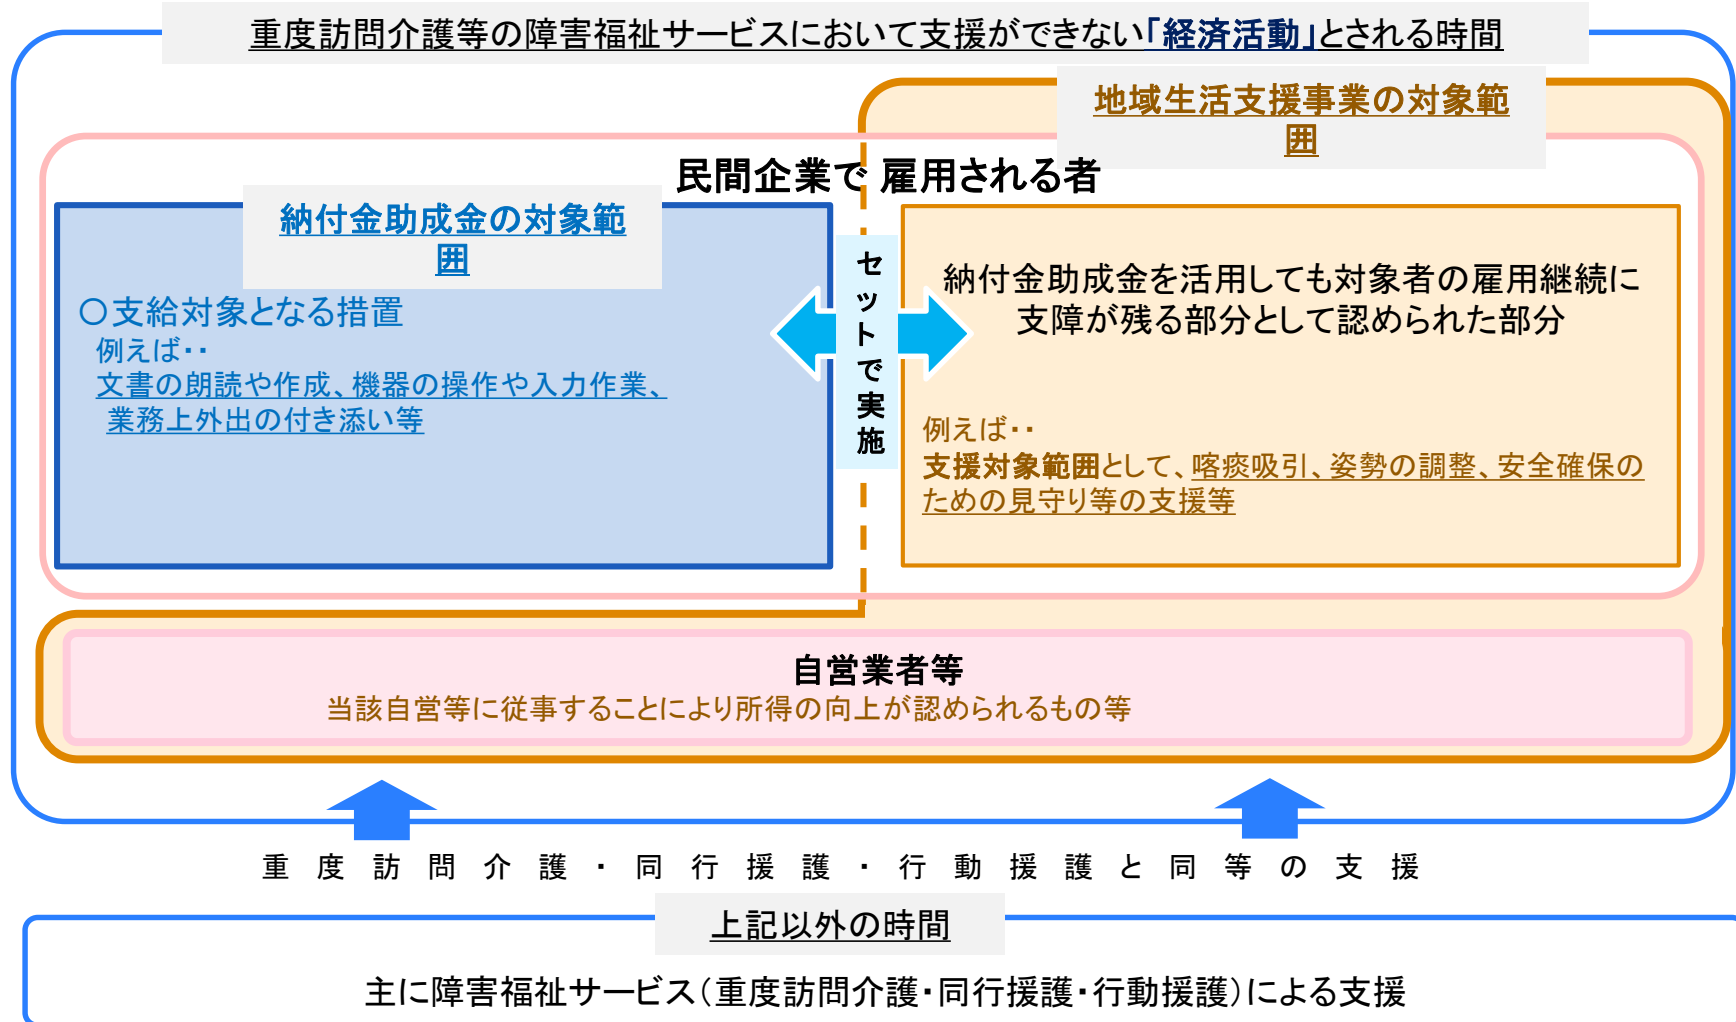 重度訪問介護等の障害福祉サービスにおいて支援ができない「経済活動」とされる時間
地域生活支援事業の対象範
囲
民間企業で 雇用される者
納付金助成金の対象範
囲
〇支給対象となる措置
例えば・・
文書の朗読や作成、機器の操作や入力作業、
業務上外出の付き添い等
セットで実施
納付金助成金を活用しても対象者の雇用継続に
支障が残る部分として認められた部分
例えば・・
支援対象範囲として、喀痰吸引、姿勢の調整、安全確保の
ための見守り等の支援等
自営業者等
当該自営等に従事することにより所得の向上が認められるもの等
重度訪問介護・同行援護・行動援護と同等の支援
上記以外の時間
主に障害福祉サービス（重度訪問介護・同行援護・行動援護）による支援